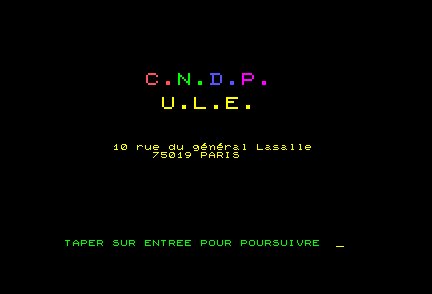 C.N.D.P.
U.L.E.
10 rue du général Lasalle
75019 PARIS
TAPER SUR ENTREE POUR POURSUIVRE _